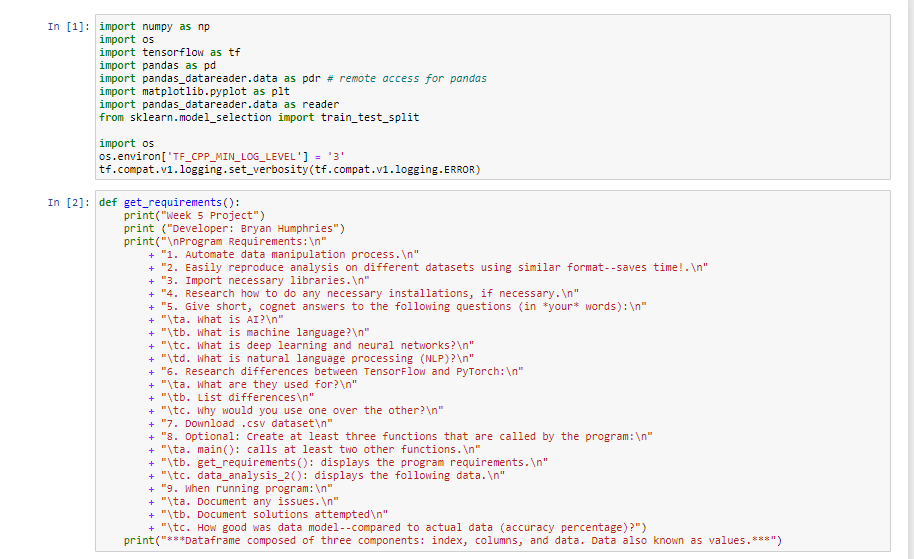 In [1]: import numpy as np
import os
import tensorflow as tf
import pandas as pd
import pandas_datareader.data as pdr # remote access for pandas
import matplotlib.pyplot as plt
import pandas_datareader.data as reader
from sklearn.model_selection import train_test_split
import os
os.environ['TF_CPP_MIN_LOG_LEVEL'] = '3'
tf.compat.v1.logging.set_verbosity(tf.compat.v1.logging.ERROR)
In [2]: def get_requirements():
print("Week 5 Project")
print ("Developer: Bryan Humphries")
print("\nProgram Requirements:\n"
+ "1. Automate data manipulation process.\n"
+ "2. Easily reproduce analysis on different datasets using similar format--saves time!.\n"
+ "3. Import necessary libraries.\n"
+ "4. Research how to do any necessary installations, if necessary.\n"
+ "5. Give short, cognet answers to the following questions (in *your* words):\n"
+ "\ta. What is AI?\n"
+ "\tb. What is machine language?\n"
+ "\tc. What is deep learning and neural networks?\n"
+ "\td. What is natural language processing (NLP)?\n"
+ "6. Research differences between TensorFlow and PyTorch:\n"
+ "\ta. What are they used for?\n"
+ "\tb. List differences\n"
+ "\tc. Why would you use one over the other?\n"
+ "7. Download .csv dataset\n"
+ "8. Optional: Create at least three functions that are called by the program:\n"
+ "\ta. main(): calls at least two other functions.\n"
+ "\tb. get_requirements(): displays the program requirements.\n"
+ "\tc. data_analysis_2(): displays the following data.\n"
+ "9. When running program:\n"
+ "\ta. Document any issues.\n"
+ "\tb. Document solutions attempted\n"
+ "\tc. How good was data model--compared to actual data (accuracy percentage)?")
print("***Dataframe composed of three components: index, columns, and data. Data also known as values.***")